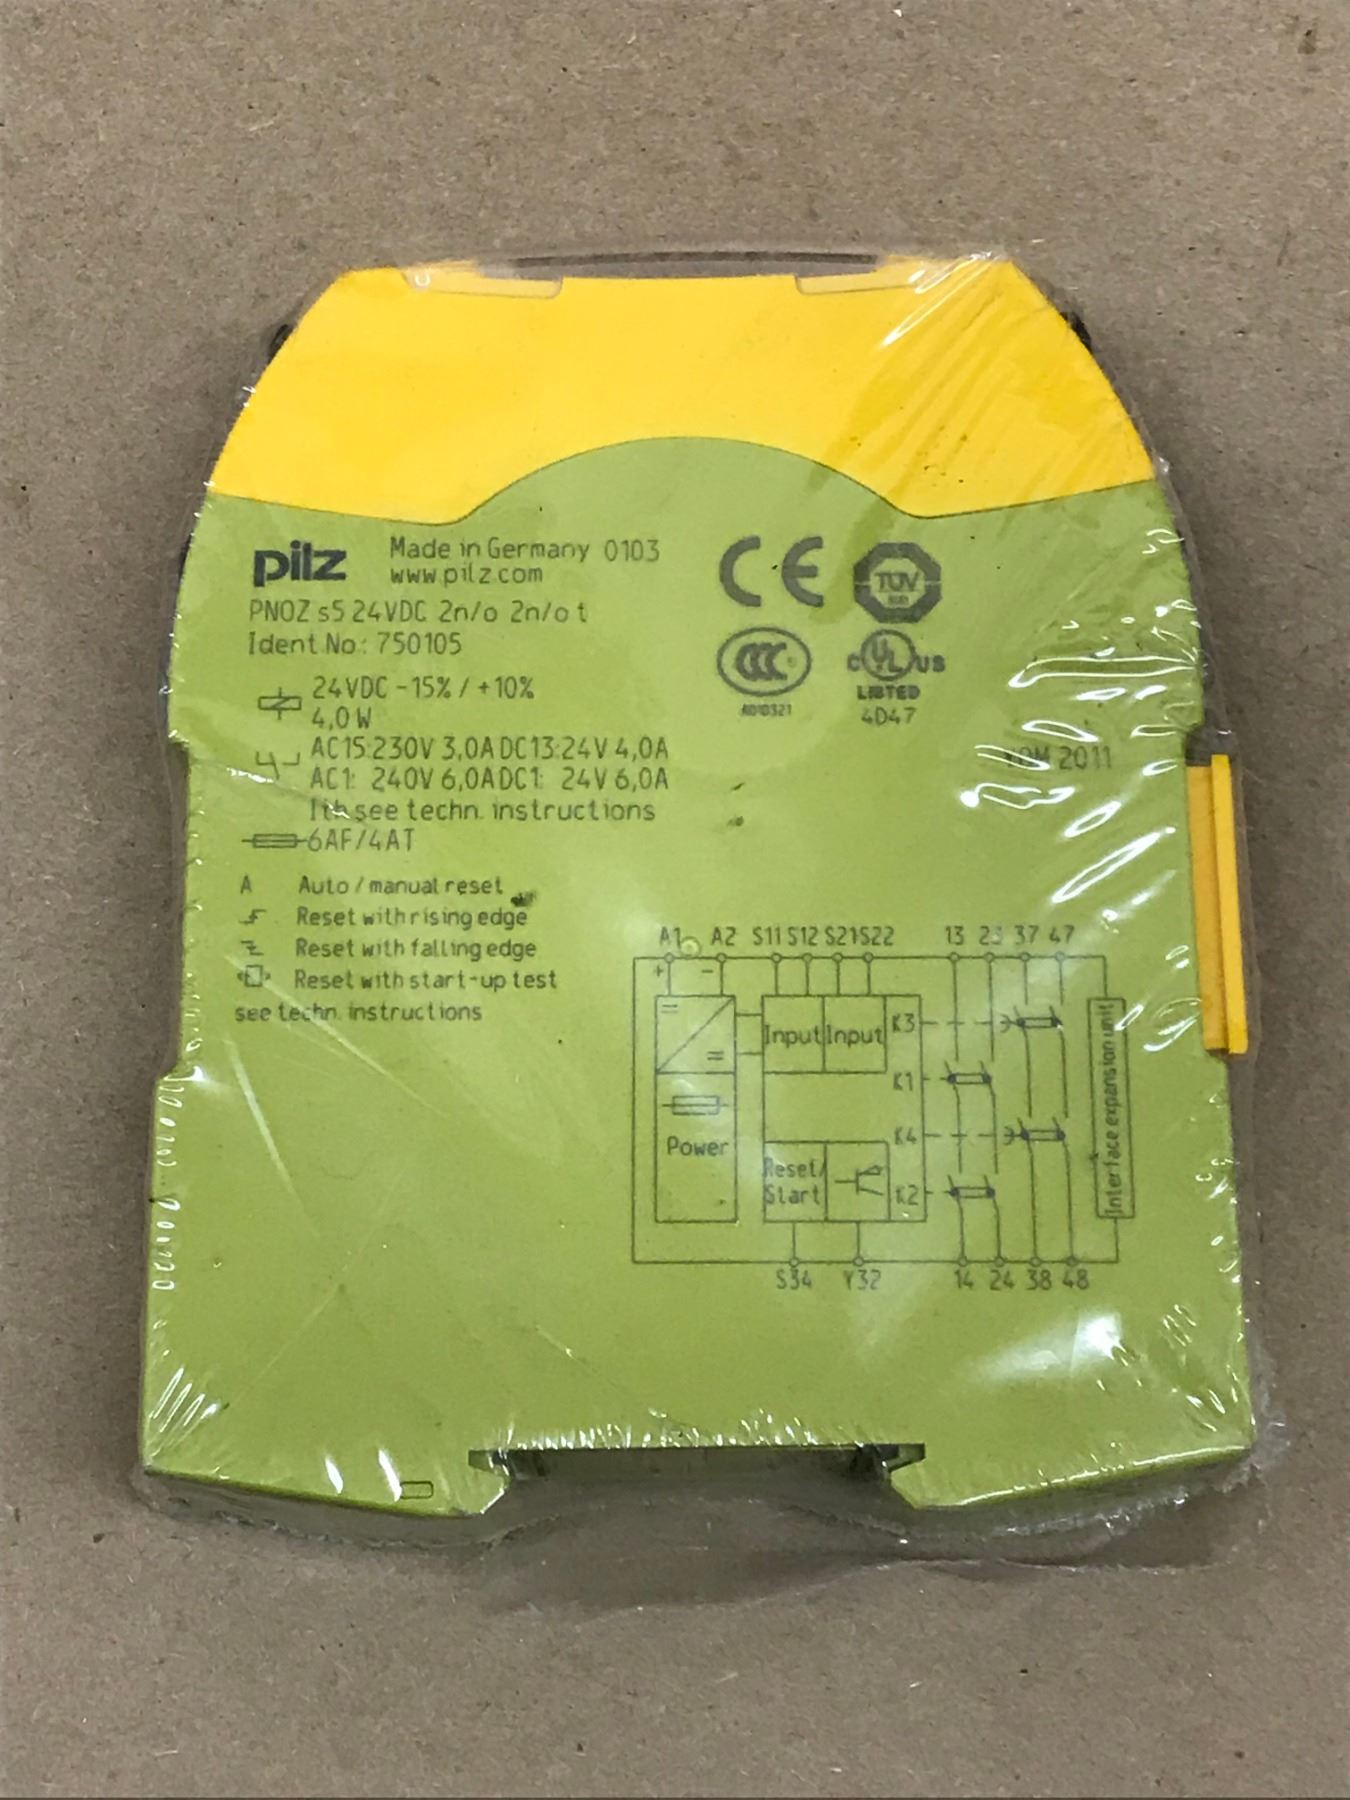 pilz Made in Germany 0103
www.pilz.com
PNOZ s5 24VDC 2n/o 2n/o t
Ident.No.: 750105
24VDC -15% / +10%
4,0W
AC15:230V 3,0A DC13:24V 4,0A
AC1: 240V 6,0A DC1: 24V 6,0A
Ith see techn. instructions
6AF/4AT
A Auto / manual reset
Reset with rising edge
Reset with falling edge
Reset with start-up test
see techn. instructions
CE TÜV
CCC
C UL US
LISTED
A010321
4D47
2011
A1 A2 S11 S12 S21 S22 13 23 37 47
+ -
Input Input K3
K1
Power
K4
Reset/
Start
K2
Interface expansion unit
S34 Y32 14 24 38 48